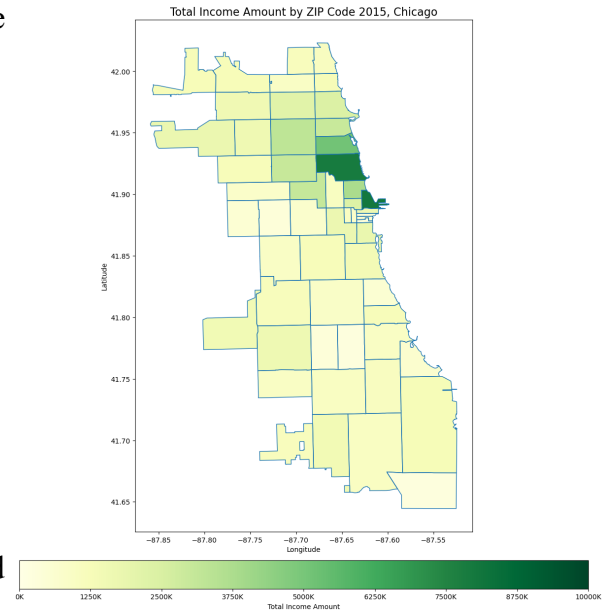 e
Total Income Amount by ZIP Code 2015, Chicago
42.00
41.95
41.90
41.85
41.80
41.75
41.70
41.65
Latitude
−87.85 −87.80 −87.75 −87.70 −87.65 −87.60 −87.55
Longitude
d
0K 1250K 2500K 3750K 5000K 6250K 7500K 8750K 10000K
Total Income Amount